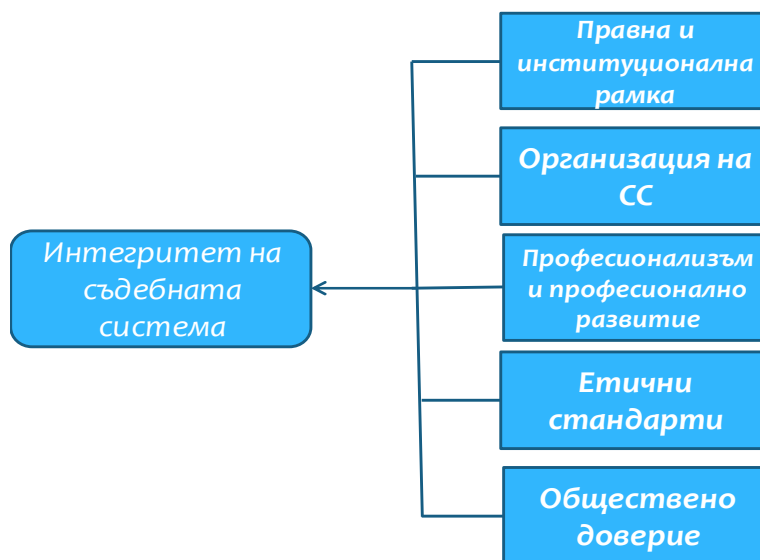 Правна и
институционална
рамка
Организация на
СС
Интегритет на
съдебната
система
Професионализъм
и професионално
развитие
Етични
стандарти
Обществено
доверие